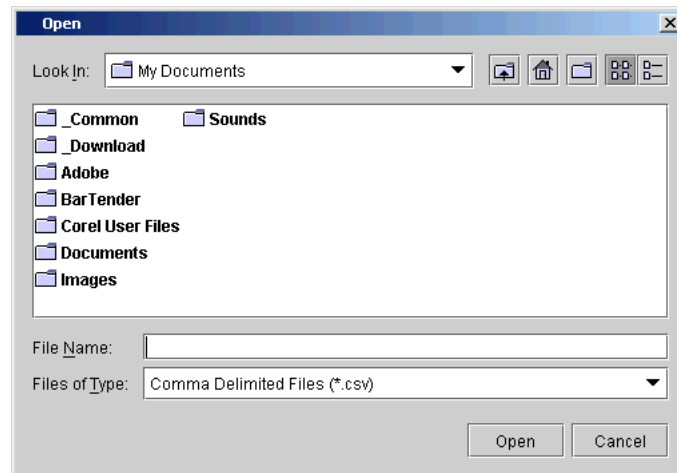 Open
Look In: My Documents
_Common Sounds
_Download
Adobe
BarTender
Corel User Files
Documents
Images
File Name:
Files of Type: Comma Delimited Files (*.csv)
Open Cancel